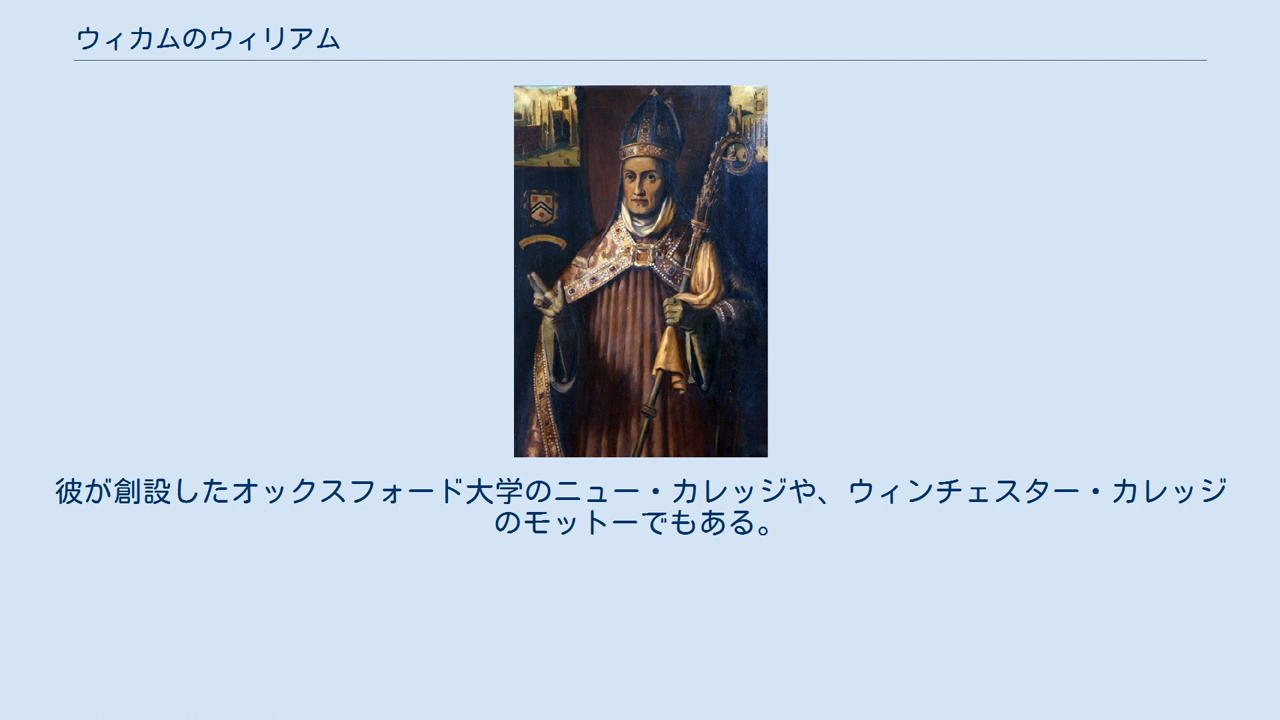 ウィカムのウィリアム
彼が創設したオックスフォード大学のニュー・カレッジや、ウィンチェスター・カレッジ
のモットーでもある。